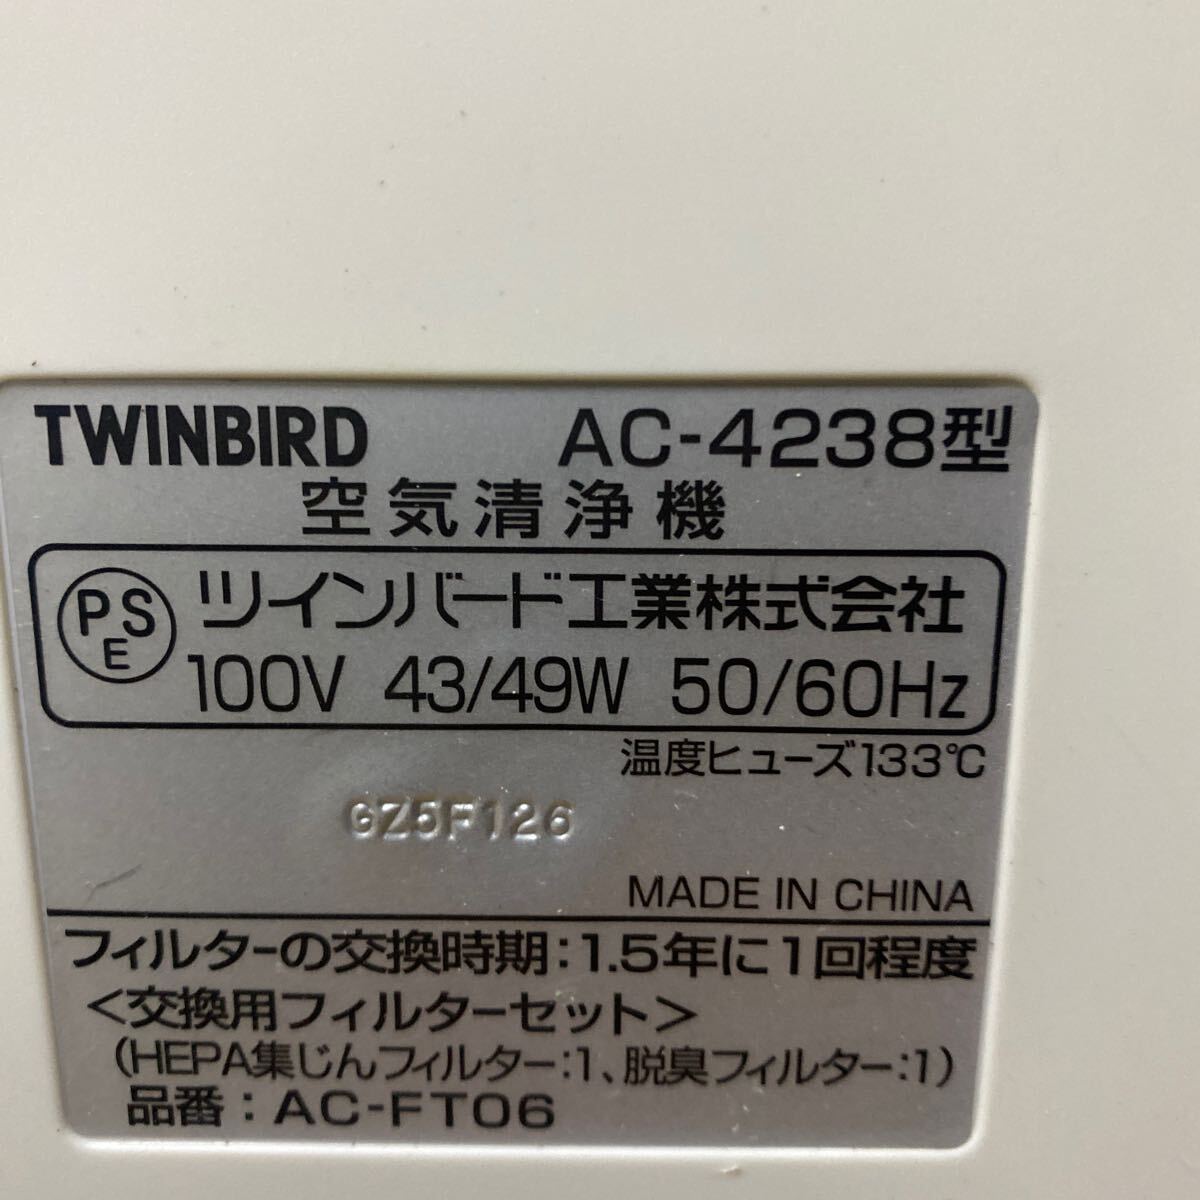 TWINBIRD AC-4238型
空気清浄機
PSE ツインバード工業株式会社
100V 43/49W 50/60Hz
温度ヒューズ133℃
GZ5F126
MADE IN CHINA
フィルターの交換時期:1.5年に1回程度
<交換用フィルターセット>
(HEPA集じんフィルター:1、脱臭フィルター:1)
品番:AC-FT06